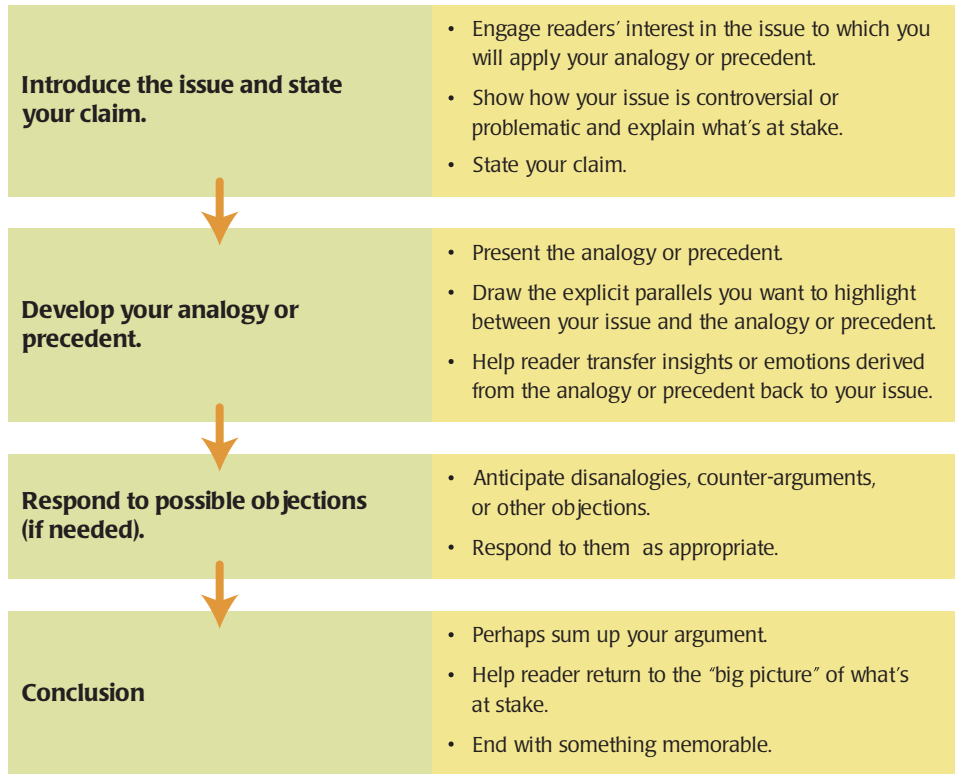 Introduce the issue and state
your claim.
• Engage readers’ interest in the issue to which you
will apply your analogy or precedent.
• Show how your issue is controversial or
problematic and explain what’s at stake.
• State your claim.
Develop your analogy or
precedent.
• Present the analogy or precedent.
• Draw the explicit parallels you want to highlight
between your issue and the analogy or precedent.
• Help reader transfer insights or emotions derived
from the analogy or precedent back to your issue.
Respond to possible objections
(if needed).
• Anticipate disanalogies, counter-arguments,
or other objections.
• Respond to them as appropriate.
Conclusion
• Perhaps sum up your argument.
• Help reader return to the “big picture” of what’s
at stake.
• End with something memorable.